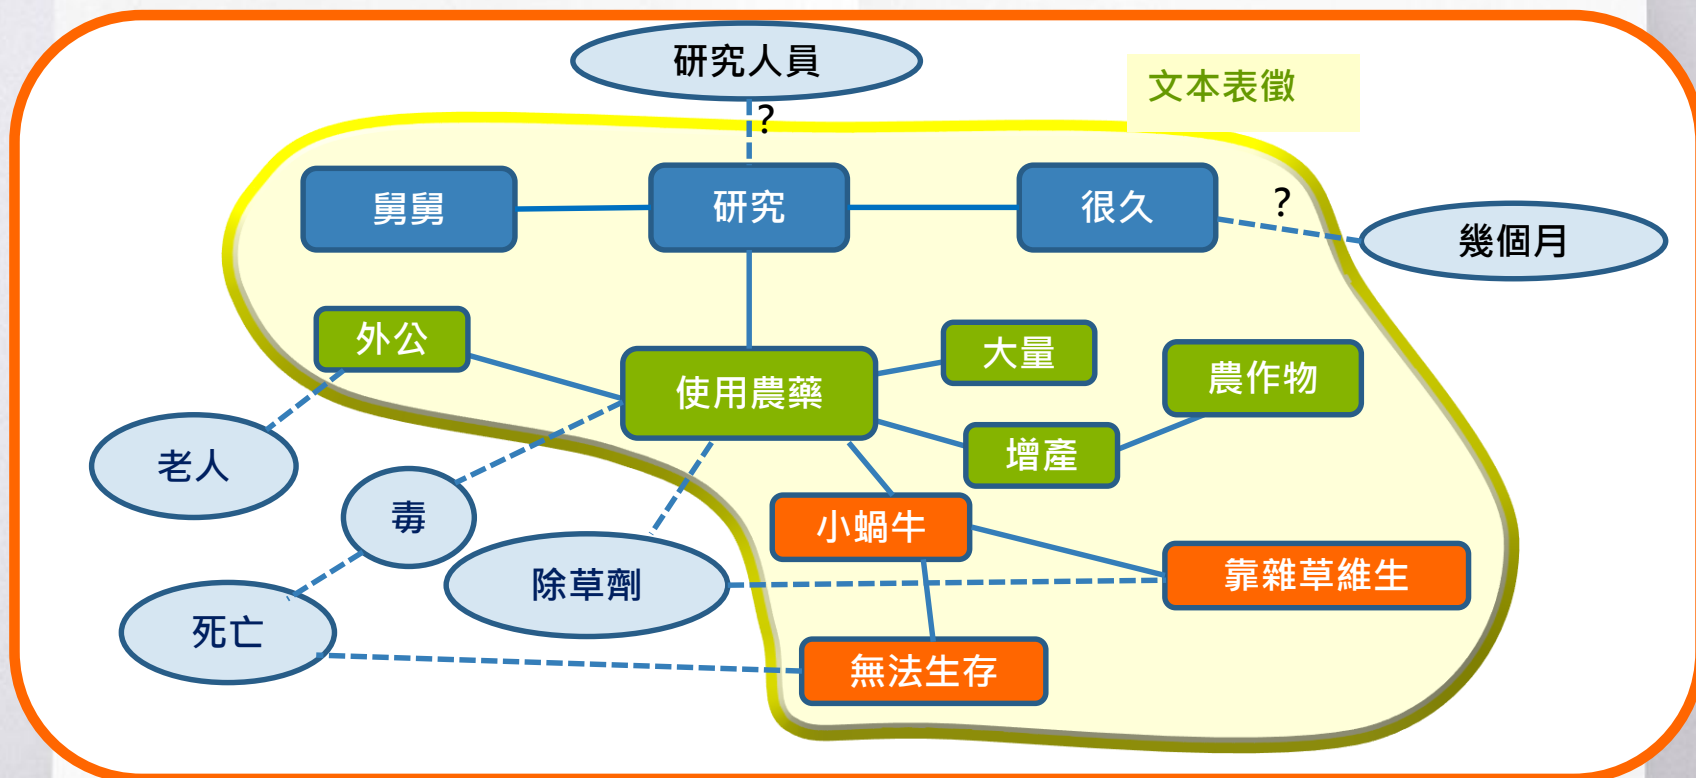 研究人員
文本表徵
?
舅舅
研究
很久
?
幾個月
外公
大量
農作物
使用農藥
增產
老人
毒
小蝸牛
除草劑
靠雜草維生
死亡
無法生存